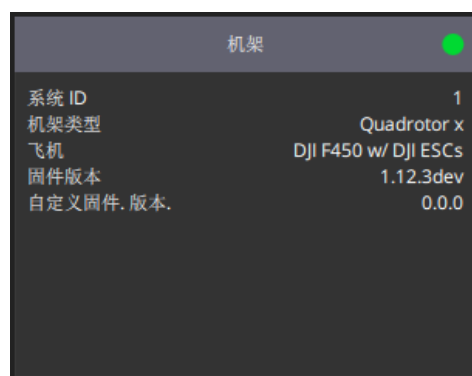 机架
系统 ID 1
机架类型 Quadrotor x
飞机 DJI F450 w/ DJI ESCs
固件版本 1.12.3dev
自定义固件. 版本. 0.0.0